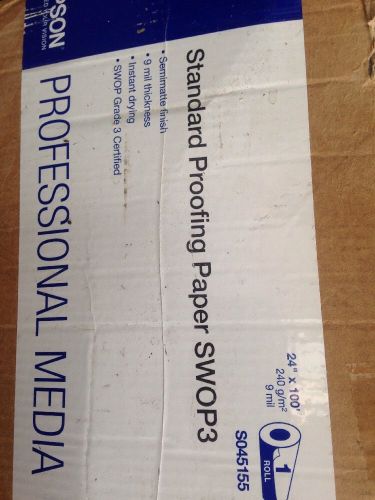 PSON
PROFESSIONAL MEDIA
Standard Proofing Paper SWOP3
• Semimatte finish
• 9 mil thickness
• Instant drying
• SWOP Grade 3 Certified
24" x 100'
240 g/m²
9 mil
1
ROLL
S045155